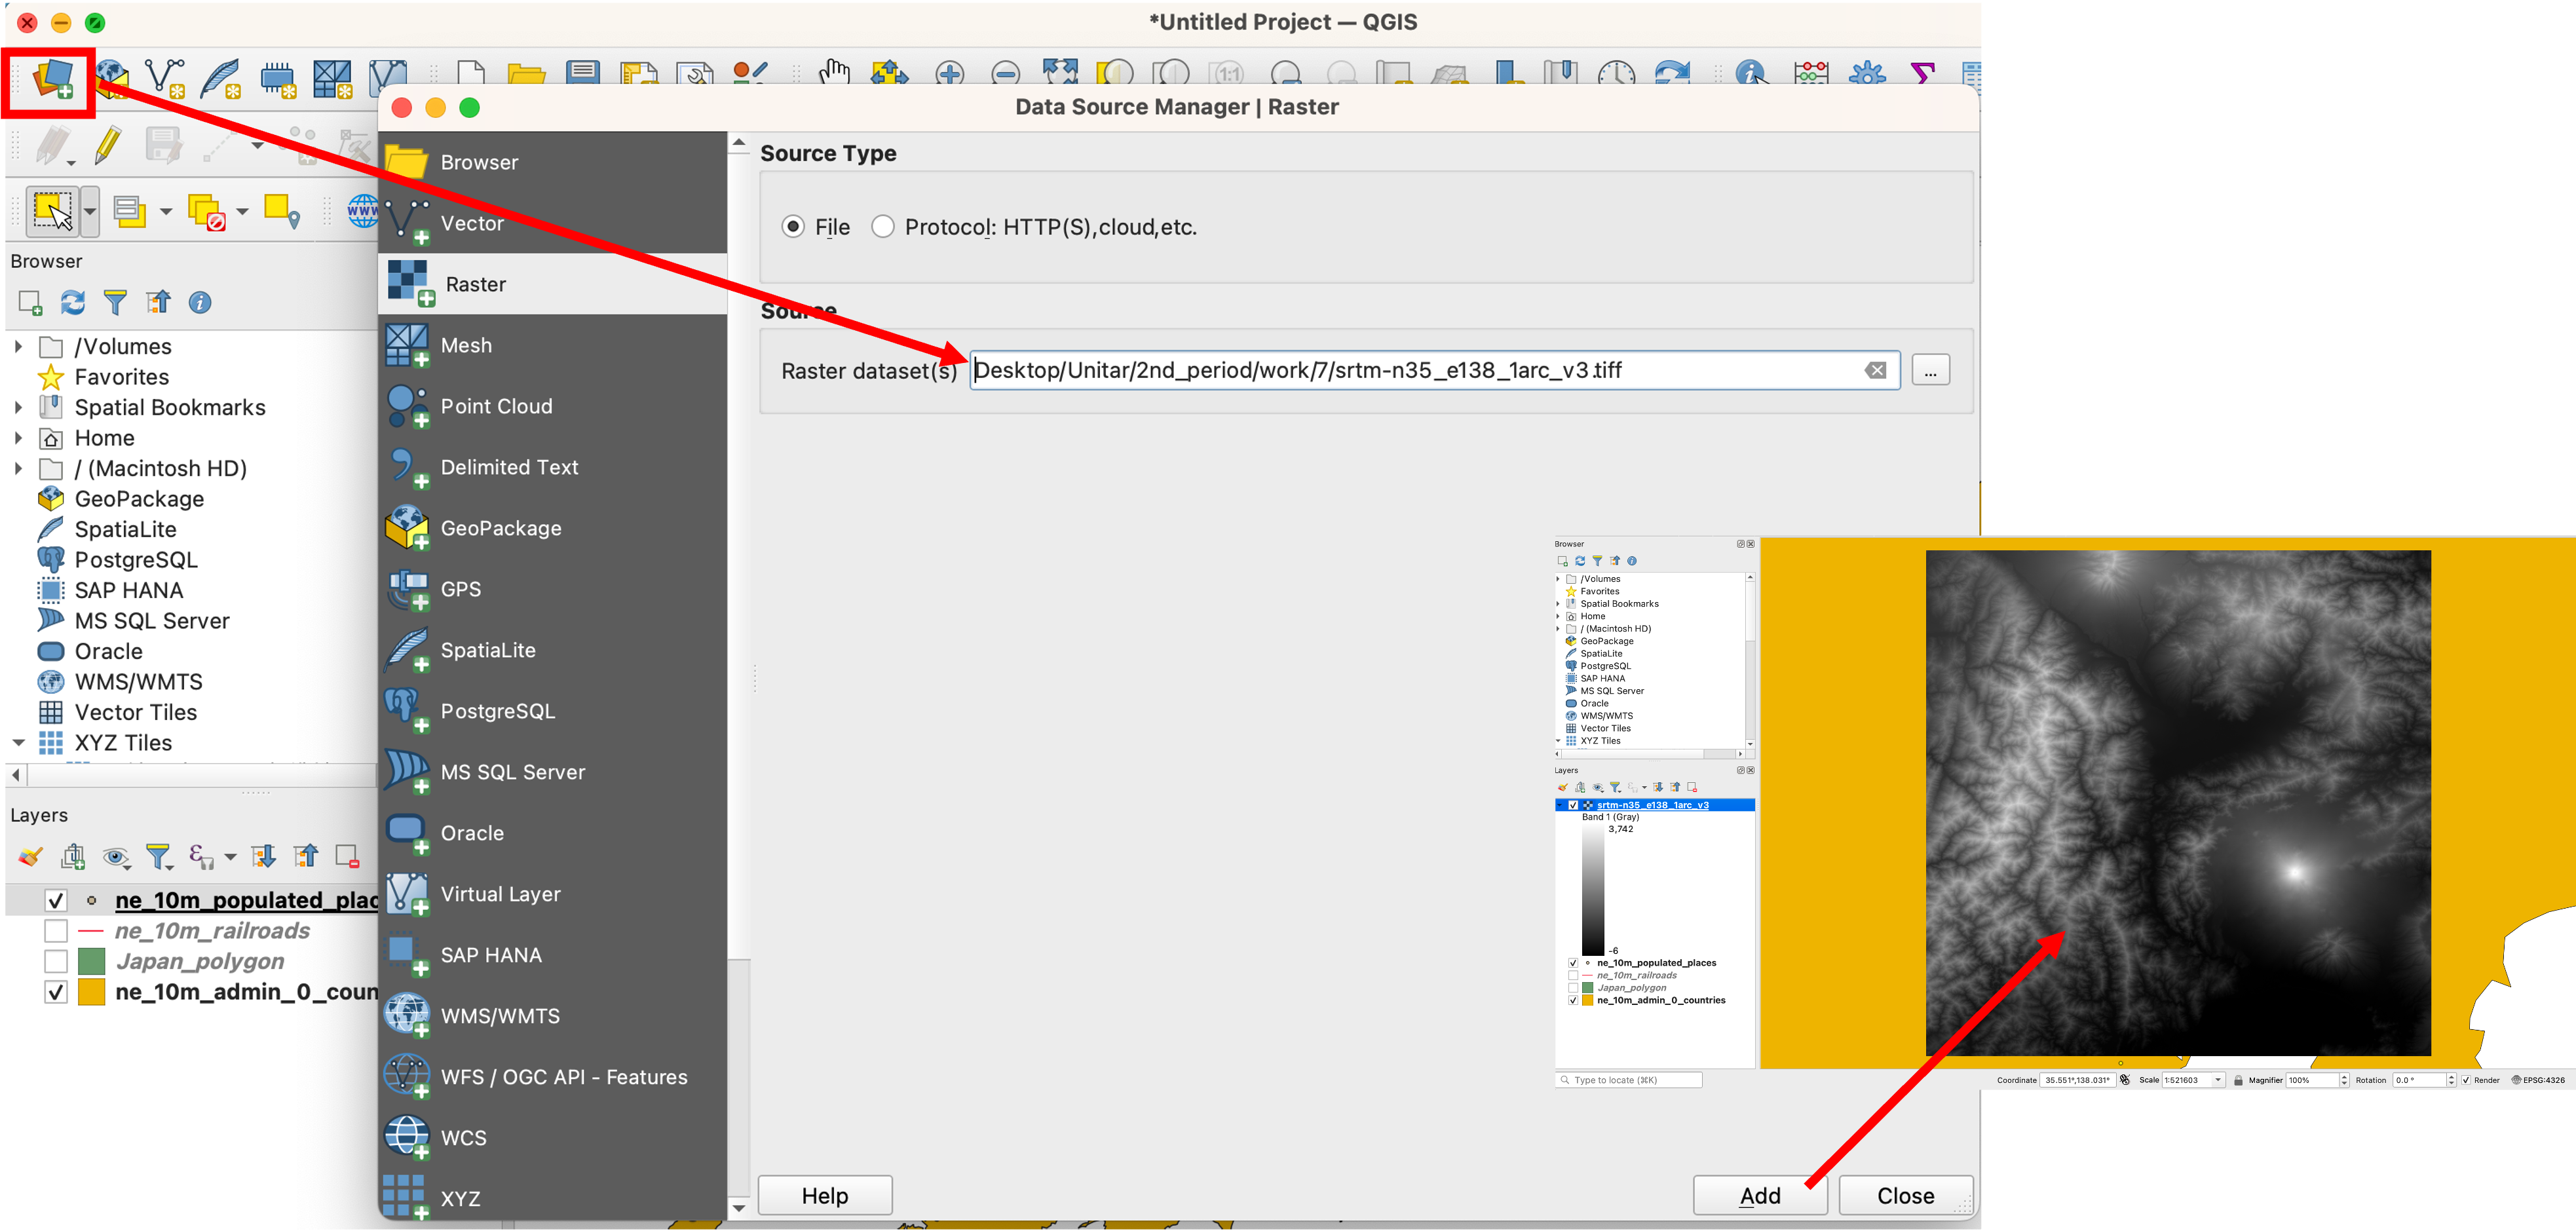 *Untitled Project — QGIS
1:1
Data Source Manager | Raster
Browser
Vector
Raster
Mesh
Point Cloud
Delimited Text
GeoPackage
GPS
SpatiaLite
PostgreSQL
MS SQL Server
Oracle
Virtual Layer
SAP HANA
WMS/WMTS
WFS / OGC API - Features
WCS
XYZ
Source Type
File
Protocol: HTTP(S),cloud,etc.
Source
Raster dataset(s)
Desktop/Unitar/2nd_period/work/7/srtm-n35_e138_1arc_v3.tiff
...
Help
Add
Close
WWW
Browser
/Volumes
Favorites
Spatial Bookmarks
Home
/ (Macintosh HD)
GeoPackage
SpatiaLite
PostgreSQL
SAP HANA
MS SQL Server
Oracle
WMS/WMTS
Vector Tiles
XYZ Tiles
Layers
ne_10m_populated_plac
ne_10m_railroads
Japan_polygon
ne_10m_admin_0_coun
Browser
/Volumes
Favorites
Spatial Bookmarks
Home
/ (Macintosh HD)
GeoPackage
SpatiaLite
PostgreSQL
SAP HANA
MS SQL Server
Oracle
WMS/WMTS
Vector Tiles
XYZ Tiles
Layers
srtm-n35_e138_1arc_v3
Band 1 (Gray)
3,742
-6
ne_10m_populated_places
ne_10m_railroads
Japan_polygon
ne_10m_admin_0_countries
Type to locate (⌘K)
Coordinate 35.551°,138.031° Scale 1:521603 Magnifier 100% Rotation 0.0 ° Render EPSG:4326